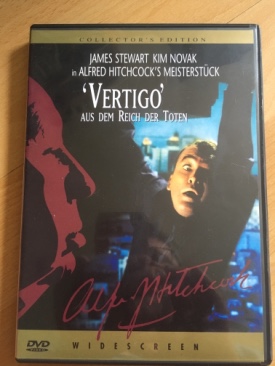 COLLECTOR'S EDITION
JAMES STEWART KIM NOVAK
in ALFRED HITCHCOCK'S MEISTERSTÜCK
'VERTIGO'
AUS DEM REICH DER TOTEN
Alfred Hitchcock
DVD
WIDESCREEN